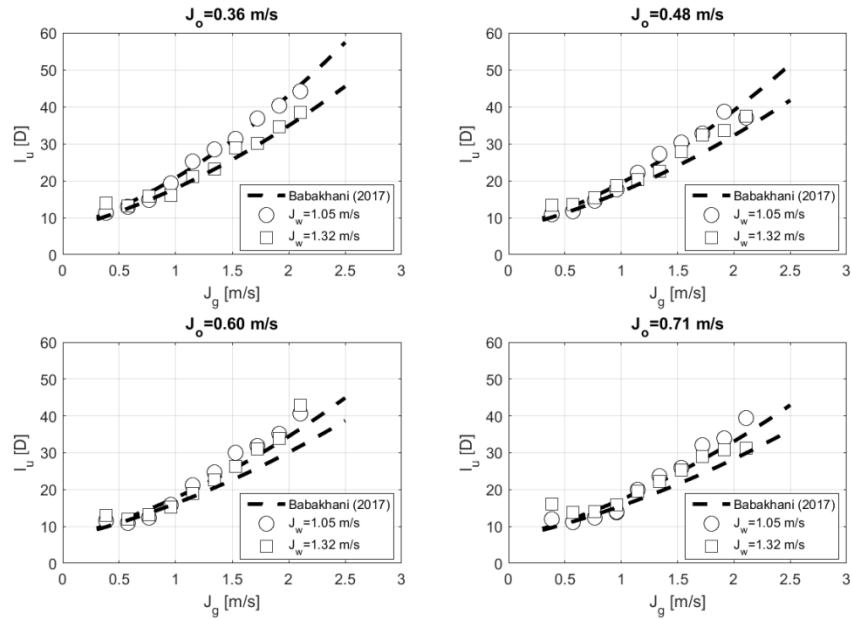 J_o=0.36 m/s
60
50
40
30
20
10
0
l_u [D]
0 0.5 1 1.5 2 2.5 3
J_g [m/s]
Babakhani (2017)
J_w=1.05 m/s
J_w=1.32 m/s
J_o=0.48 m/s
60
50
40
30
20
10
0
l_u [D]
0 0.5 1 1.5 2 2.5 3
J_g [m/s]
Babakhani (2017)
J_w=1.05 m/s
J_w=1.32 m/s
J_o=0.60 m/s
60
50
40
30
20
10
0
l_u [D]
0 0.5 1 1.5 2 2.5 3
J_g [m/s]
Babakhani (2017)
J_w=1.05 m/s
J_w=1.32 m/s
J_o=0.71 m/s
60
50
40
30
20
10
0
l_u [D]
0 0.5 1 1.5 2 2.5 3
J_g [m/s]
Babakhani (2017)
J_w=1.05 m/s
J_w=1.32 m/s